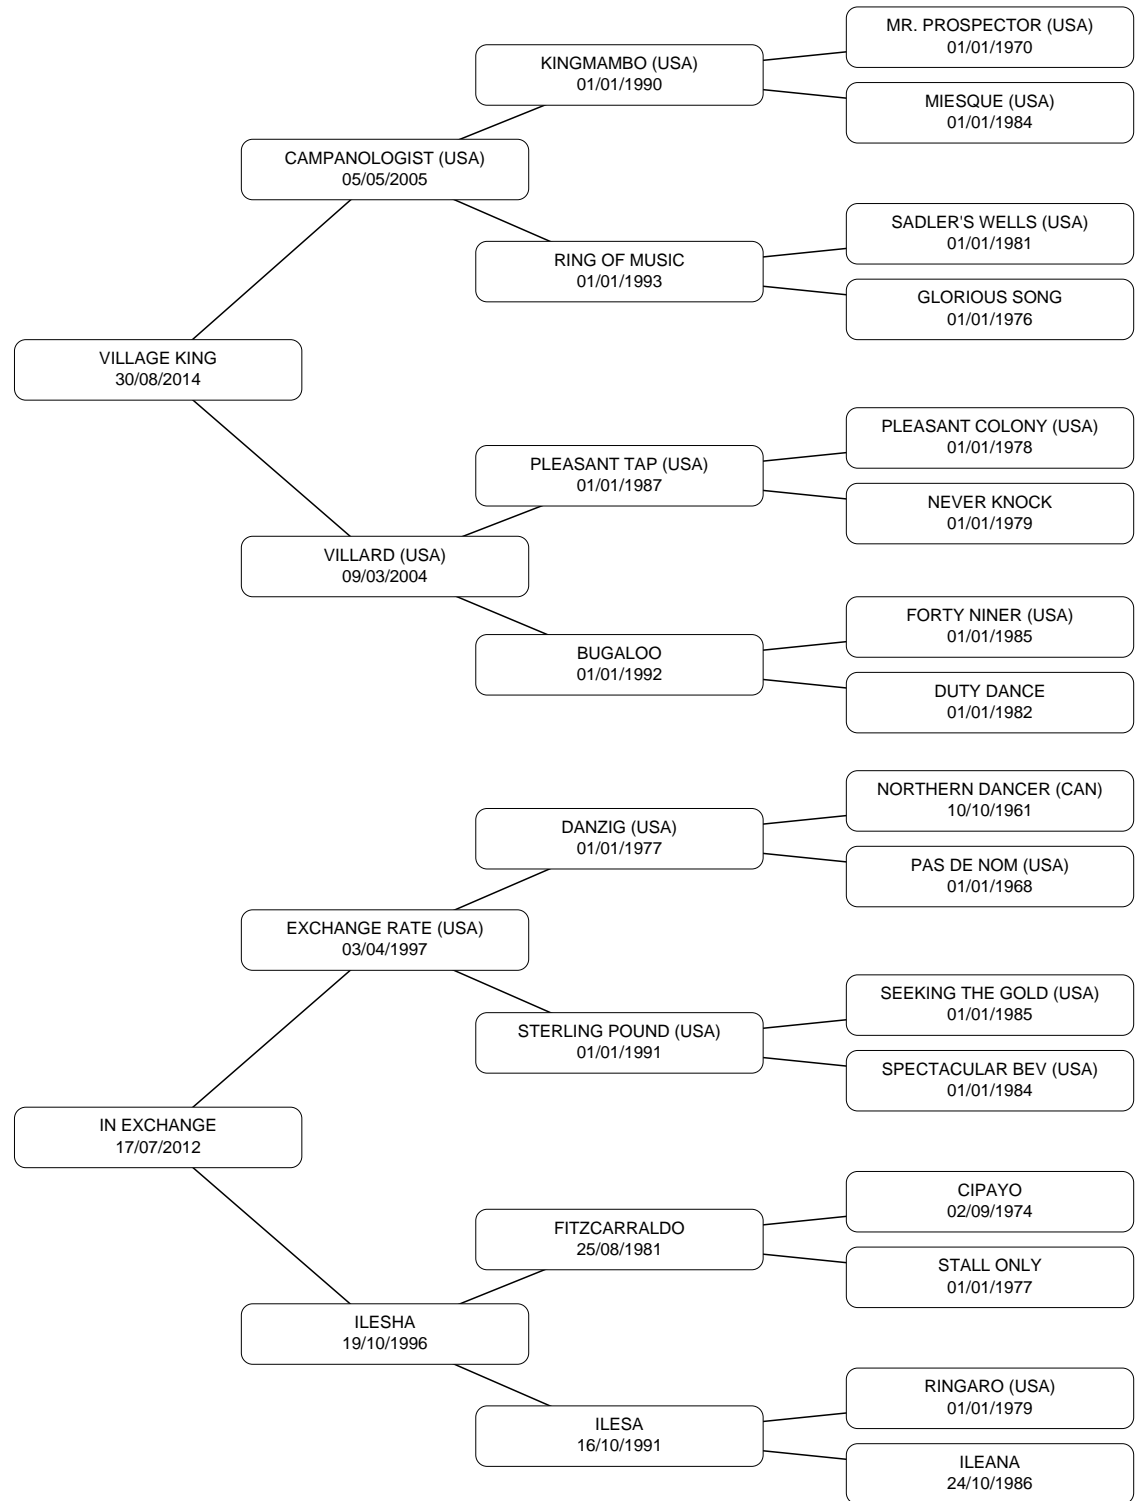 MR. PROSPECTOR (USA)
01/01/1970
KINGMAMBO (USA)
01/01/1990
MIESQUE (USA)
01/01/1984
CAMPANOLOGIST (USA)
05/05/2005
SADLER'S WELLS (USA)
01/01/1981
RING OF MUSIC
01/01/1993
GLORIOUS SONG
01/01/1976
VILLAGE KING
30/08/2014
PLEASANT COLONY (USA)
01/01/1978
PLEASANT TAP (USA)
01/01/1987
NEVER KNOCK
01/01/1979
VILLARD (USA)
09/03/2004
FORTY NINER (USA)
01/01/1985
BUGALOO
01/01/1992
DUTY DANCE
01/01/1982
NORTHERN DANCER (CAN)
10/10/1961
DANZIG (USA)
01/01/1977
PAS DE NOM (USA)
01/01/1968
EXCHANGE RATE (USA)
03/04/1997
SEEKING THE GOLD (USA)
01/01/1985
STERLING POUND (USA)
01/01/1991
SPECTACULAR BEV (USA)
01/01/1984
IN EXCHANGE
17/07/2012
CIPAYO
02/09/1974
FITZCARRALDO
25/08/1981
STALL ONLY
01/01/1977
ILESHA
19/10/1996
RINGARO (USA)
01/01/1979
ILESA
16/10/1991
ILEANA
24/10/1986